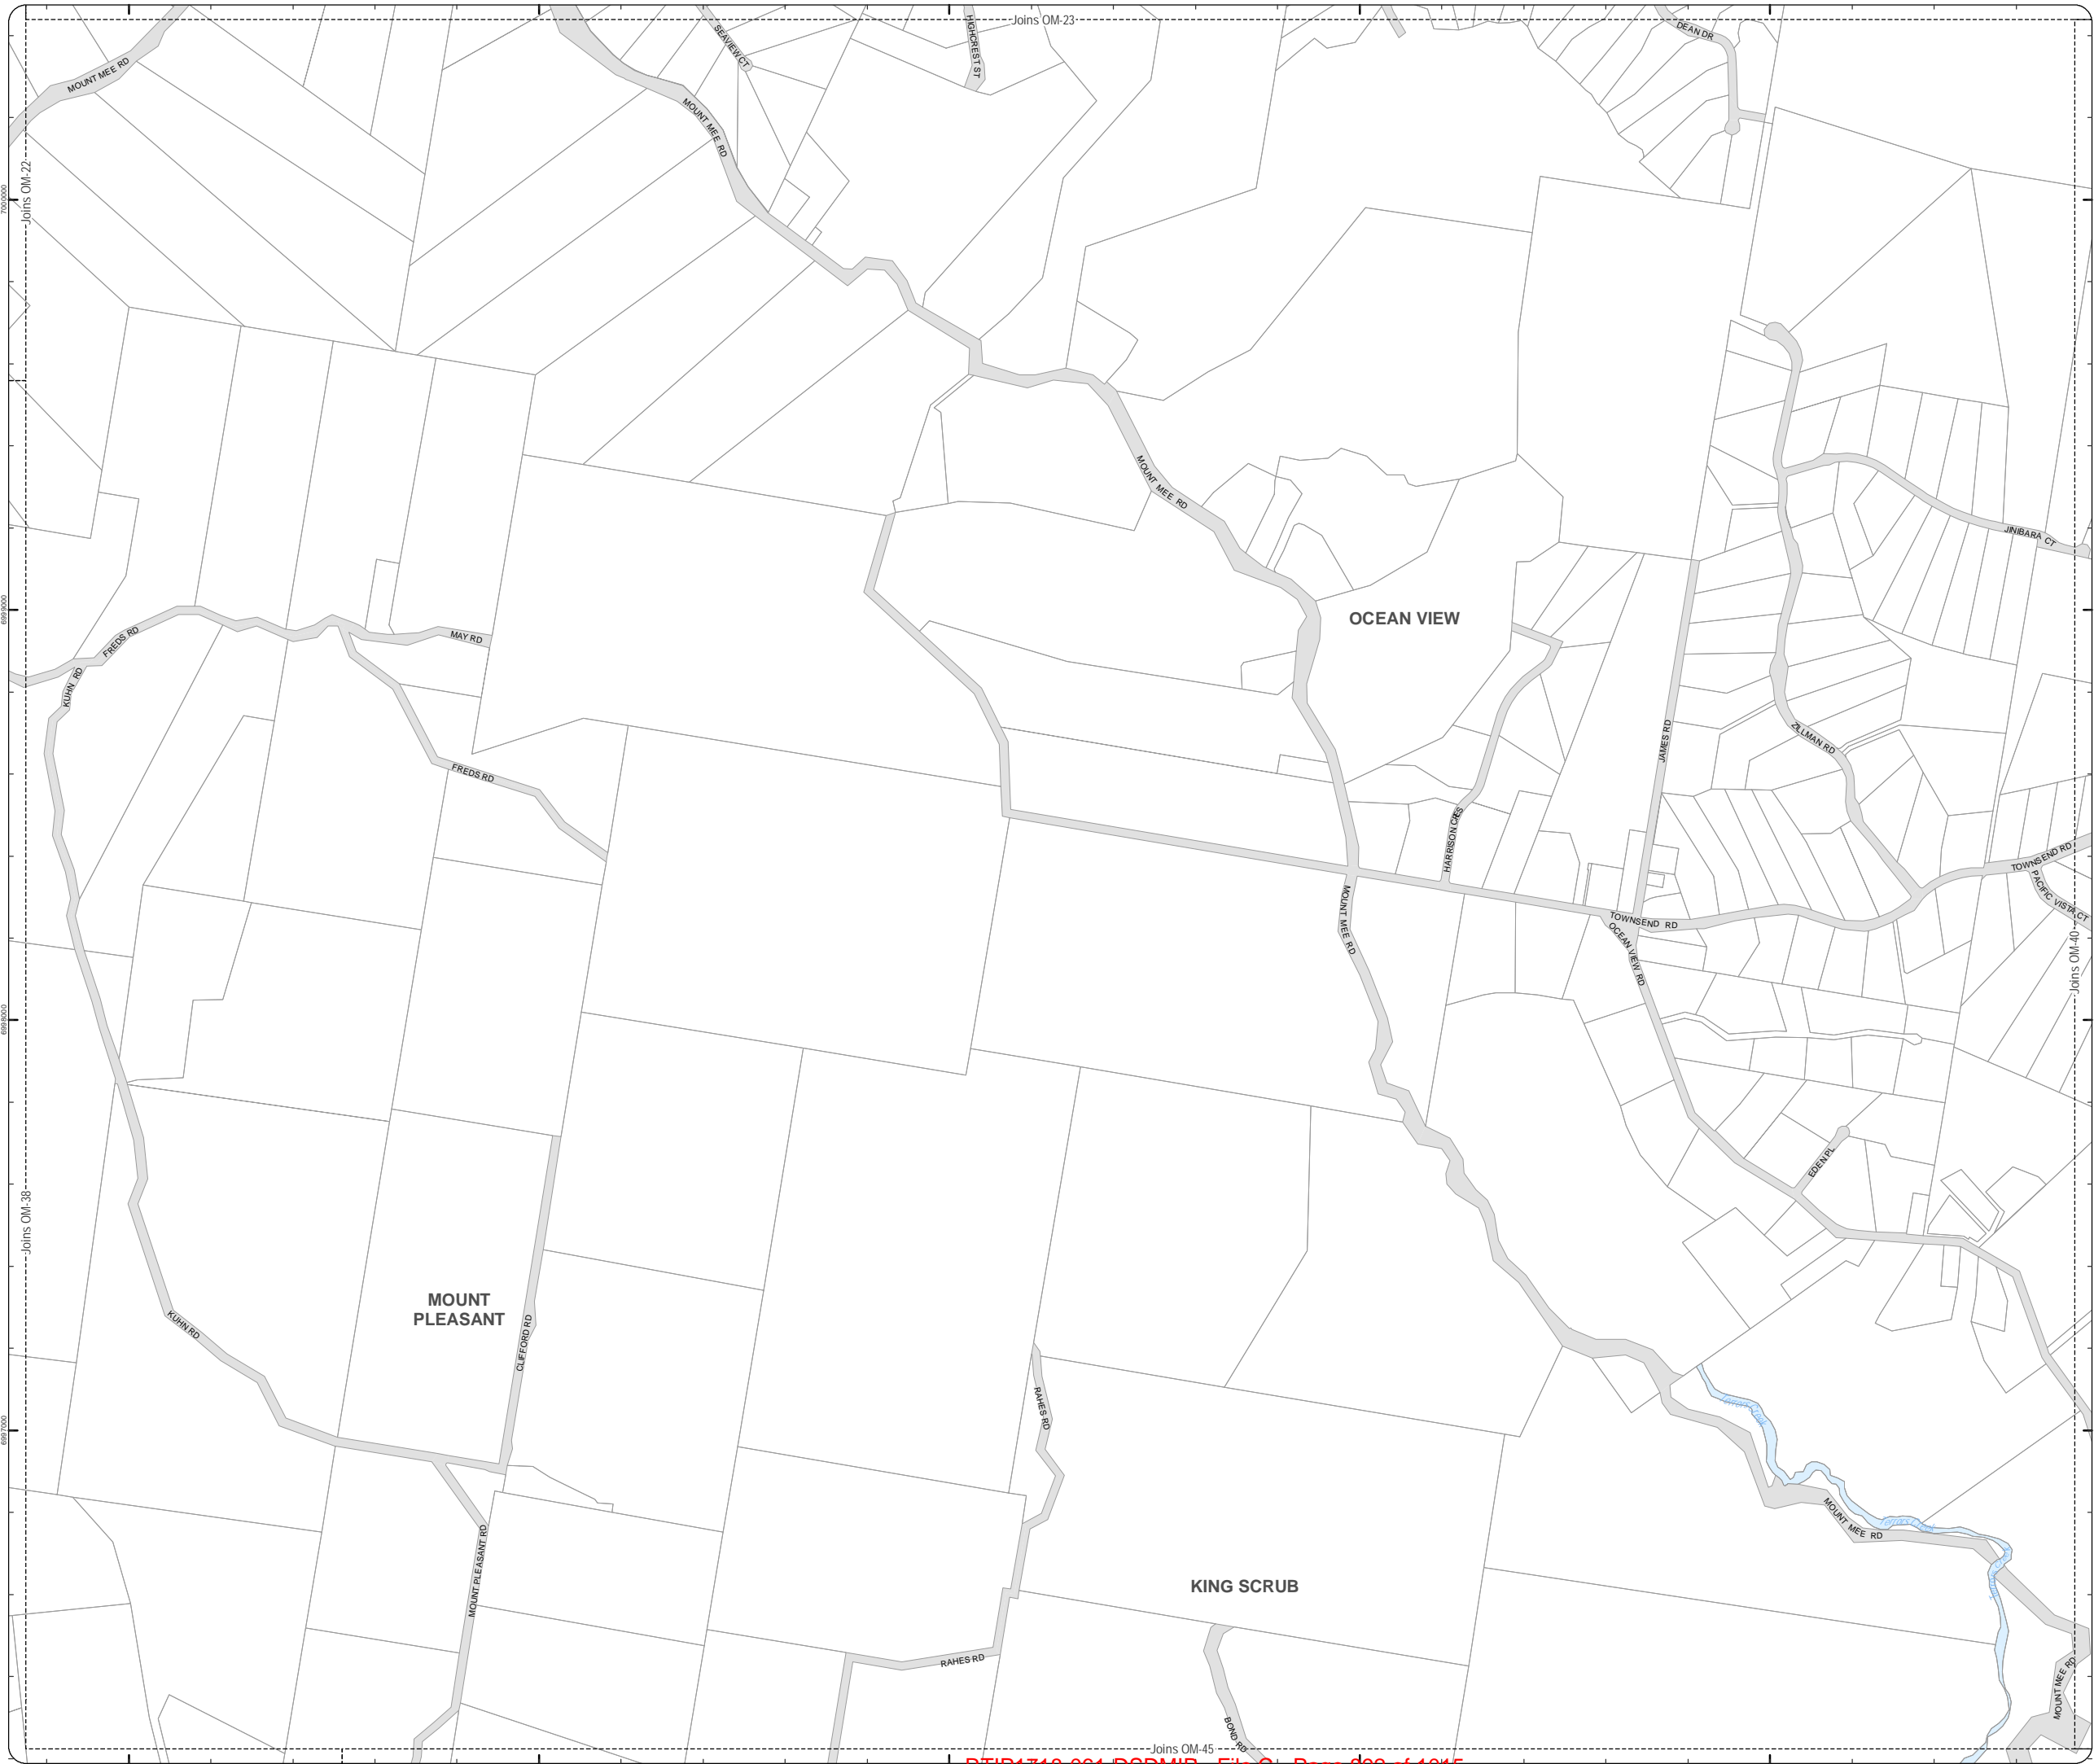 Joins OM-23
HIGHCREST ST
SEAVIEW CT
DEAN DR
MOUNT MEE RD
MOUNT MEE RD
Joins OM-22
7000000
MOUNT MEE RD
JINIBARA CT
6999000
OCEAN VIEW
FREDS RD
MAY RD
KUHN RD
ZILLMAN RD
JAMES RD
FREDS RD
HARRISON CRES
TOWNSEND RD
PACIFIC VISTA CT
MOUNT MEE RD
TOWNSEND RD
OCEAN VIEW RD
Joins OM-40
6998000
EDEN PL
Joins OM-38
MOUNT
PLEASANT
KUHN RD
CLIFFORD RD
RAHES RD
6997000
MOUNT MEE RD
MOUNT PLEASANT RD
KING SCRUB
RAHES RD
MOUNT MEE RD
BOND RD
Joins OM-45